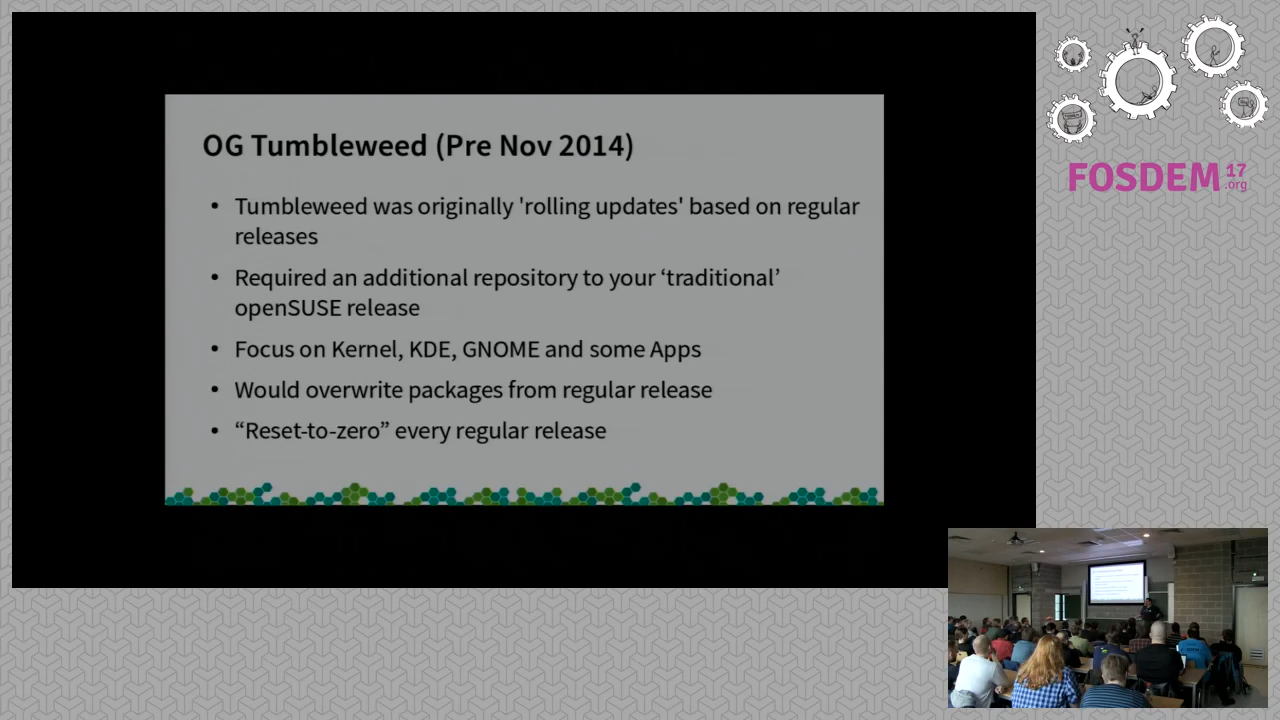 OG Tumbleweed (Pre Nov 2014)
• Tumbleweed was originally 'rolling updates' based on regular
releases
• Required an additional repository to your ‘traditional’
openSUSE release
• Focus on Kernel, KDE, GNOME and some Apps
• Would overwrite packages from regular release
• “Reset-to-zero” every regular release
FOSDEM 17
.org